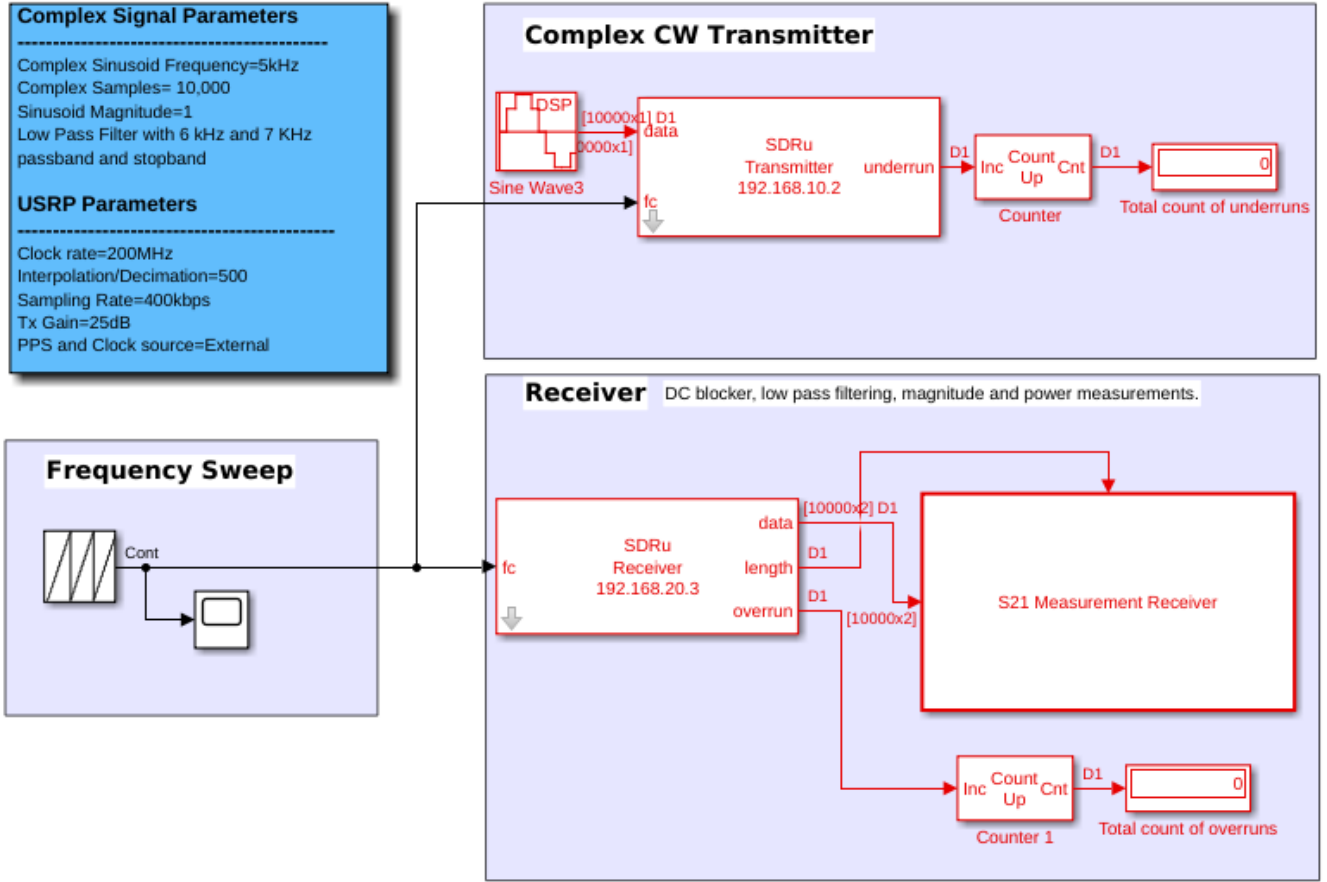 Complex Signal Parameters
--------------------------------------------
Complex Sinusoid Frequency=5kHz
Complex Samples= 10,000
Sinusoid Magnitude=1
Low Pass Filter with 6 kHz and 7 KHz
passband and stopband
USRP Parameters
---------------------------------------------
Clock rate=200MHz
Interpolation/Decimation=500
Sampling Rate=400kbps
Tx Gain=25dB
PPS and Clock source=External
Complex CW Transmitter
DSP
Sine Wave3
[10000x1] D1
0000x1]
data
fc
SDRu
Transmitter
192.168.10.2
underrun
D1
Inc
Count
Up
Cnt
Counter
D1
0
Total count of underruns
Frequency Sweep
Cont
Receiver
DC blocker, low pass filtering, magnitude and power measurements.
fc
SDRu
Receiver
192.168.20.3
data
length
overrun
[10000x2] D1
D1
D1
[10000x2]
S21 Measurement Receiver
Inc
Count
Up
Cnt
Counter 1
D1
0
Total count of overruns